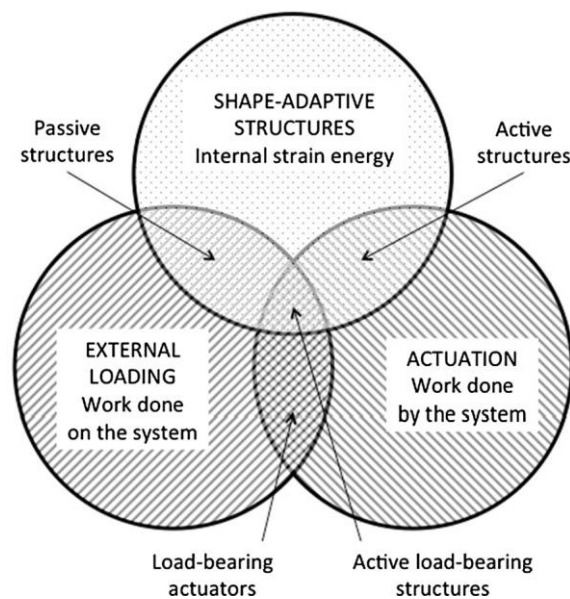 SHAPE-ADAPTIVE
STRUCTURES
Internal strain energy
Passive
structures
Active
structures
EXTERNAL
LOADING
Work done
on the system
ACTUATION
Work done
by the system
Load-bearing
actuators
Active load-bearing
structures